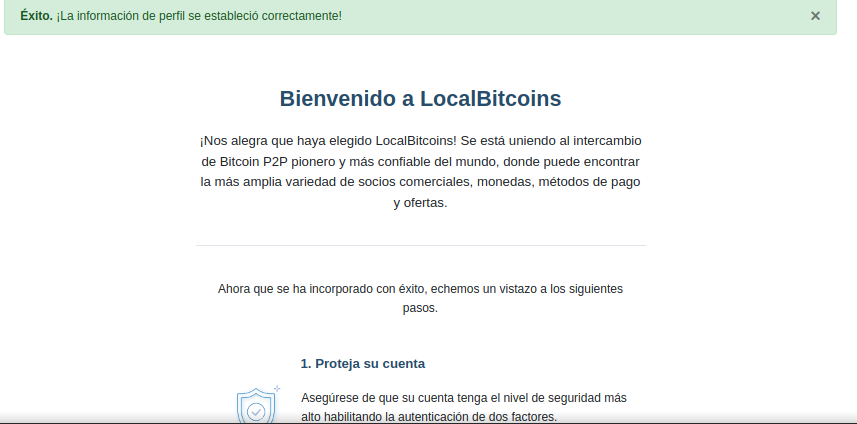 Éxito. ¡La información de perfil se estableció correctamente! ×
Bienvenido a LocalBitcoins
¡Nos alegra que haya elegido LocalBitcoins! Se está uniendo al intercambio
de Bitcoin P2P pionero y más confiable del mundo, donde puede encontrar
la más amplia variedad de socios comerciales, monedas, métodos de pago
y ofertas.
Ahora que se ha incorporado con éxito, echemos un vistazo a los siguientes
pasos.
1. Proteja su cuenta
Asegúrese de que su cuenta tenga el nivel de seguridad más
alto habilitando la autenticación de dos factores.